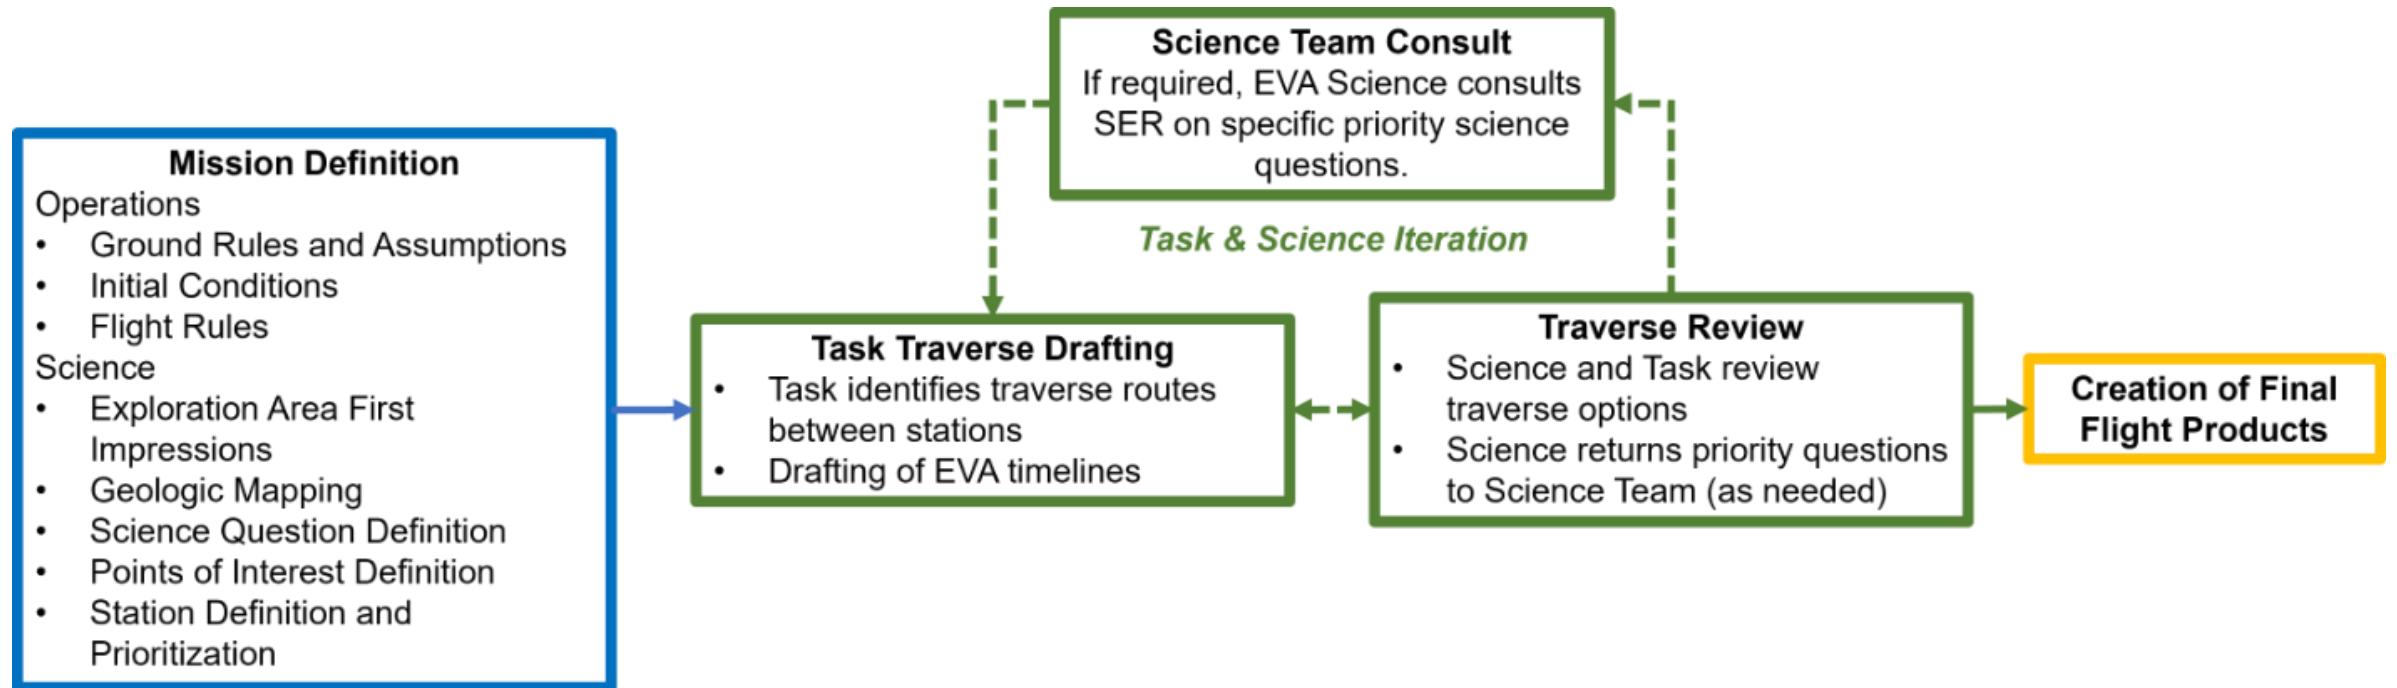 Mission Definition
Operations
• Ground Rules and Assumptions
• Initial Conditions
• Flight Rules
Science
• Exploration Area First
Impressions
• Geologic Mapping
• Science Question Definition
• Points of Interest Definition
• Station Definition and
Prioritization
Science Team Consult
If required, EVA Science consults
SER on specific priority science
questions.
Task & Science Iteration
Task Traverse Drafting
• Task identifies traverse routes
between stations
• Drafting of EVA timelines
Traverse Review
• Science and Task review
traverse options
• Science returns priority questions
to Science Team (as needed)
Creation of Final
Flight Products